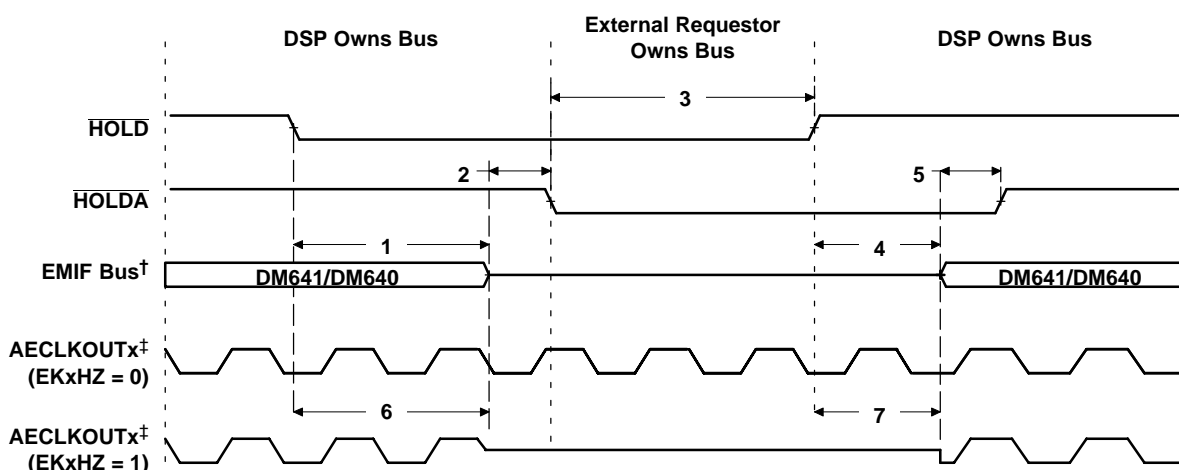 DSP Owns Bus
External Requestor
Owns Bus
DSP Owns Bus
3
HOLD
2
5
HOLDA
1
4
EMIF Bus†
DM641/DM640
DM641/DM640
AECLKOUTx‡
(EKxHZ = 0)
6
7
AECLKOUTx‡
(EKxHZ = 1)